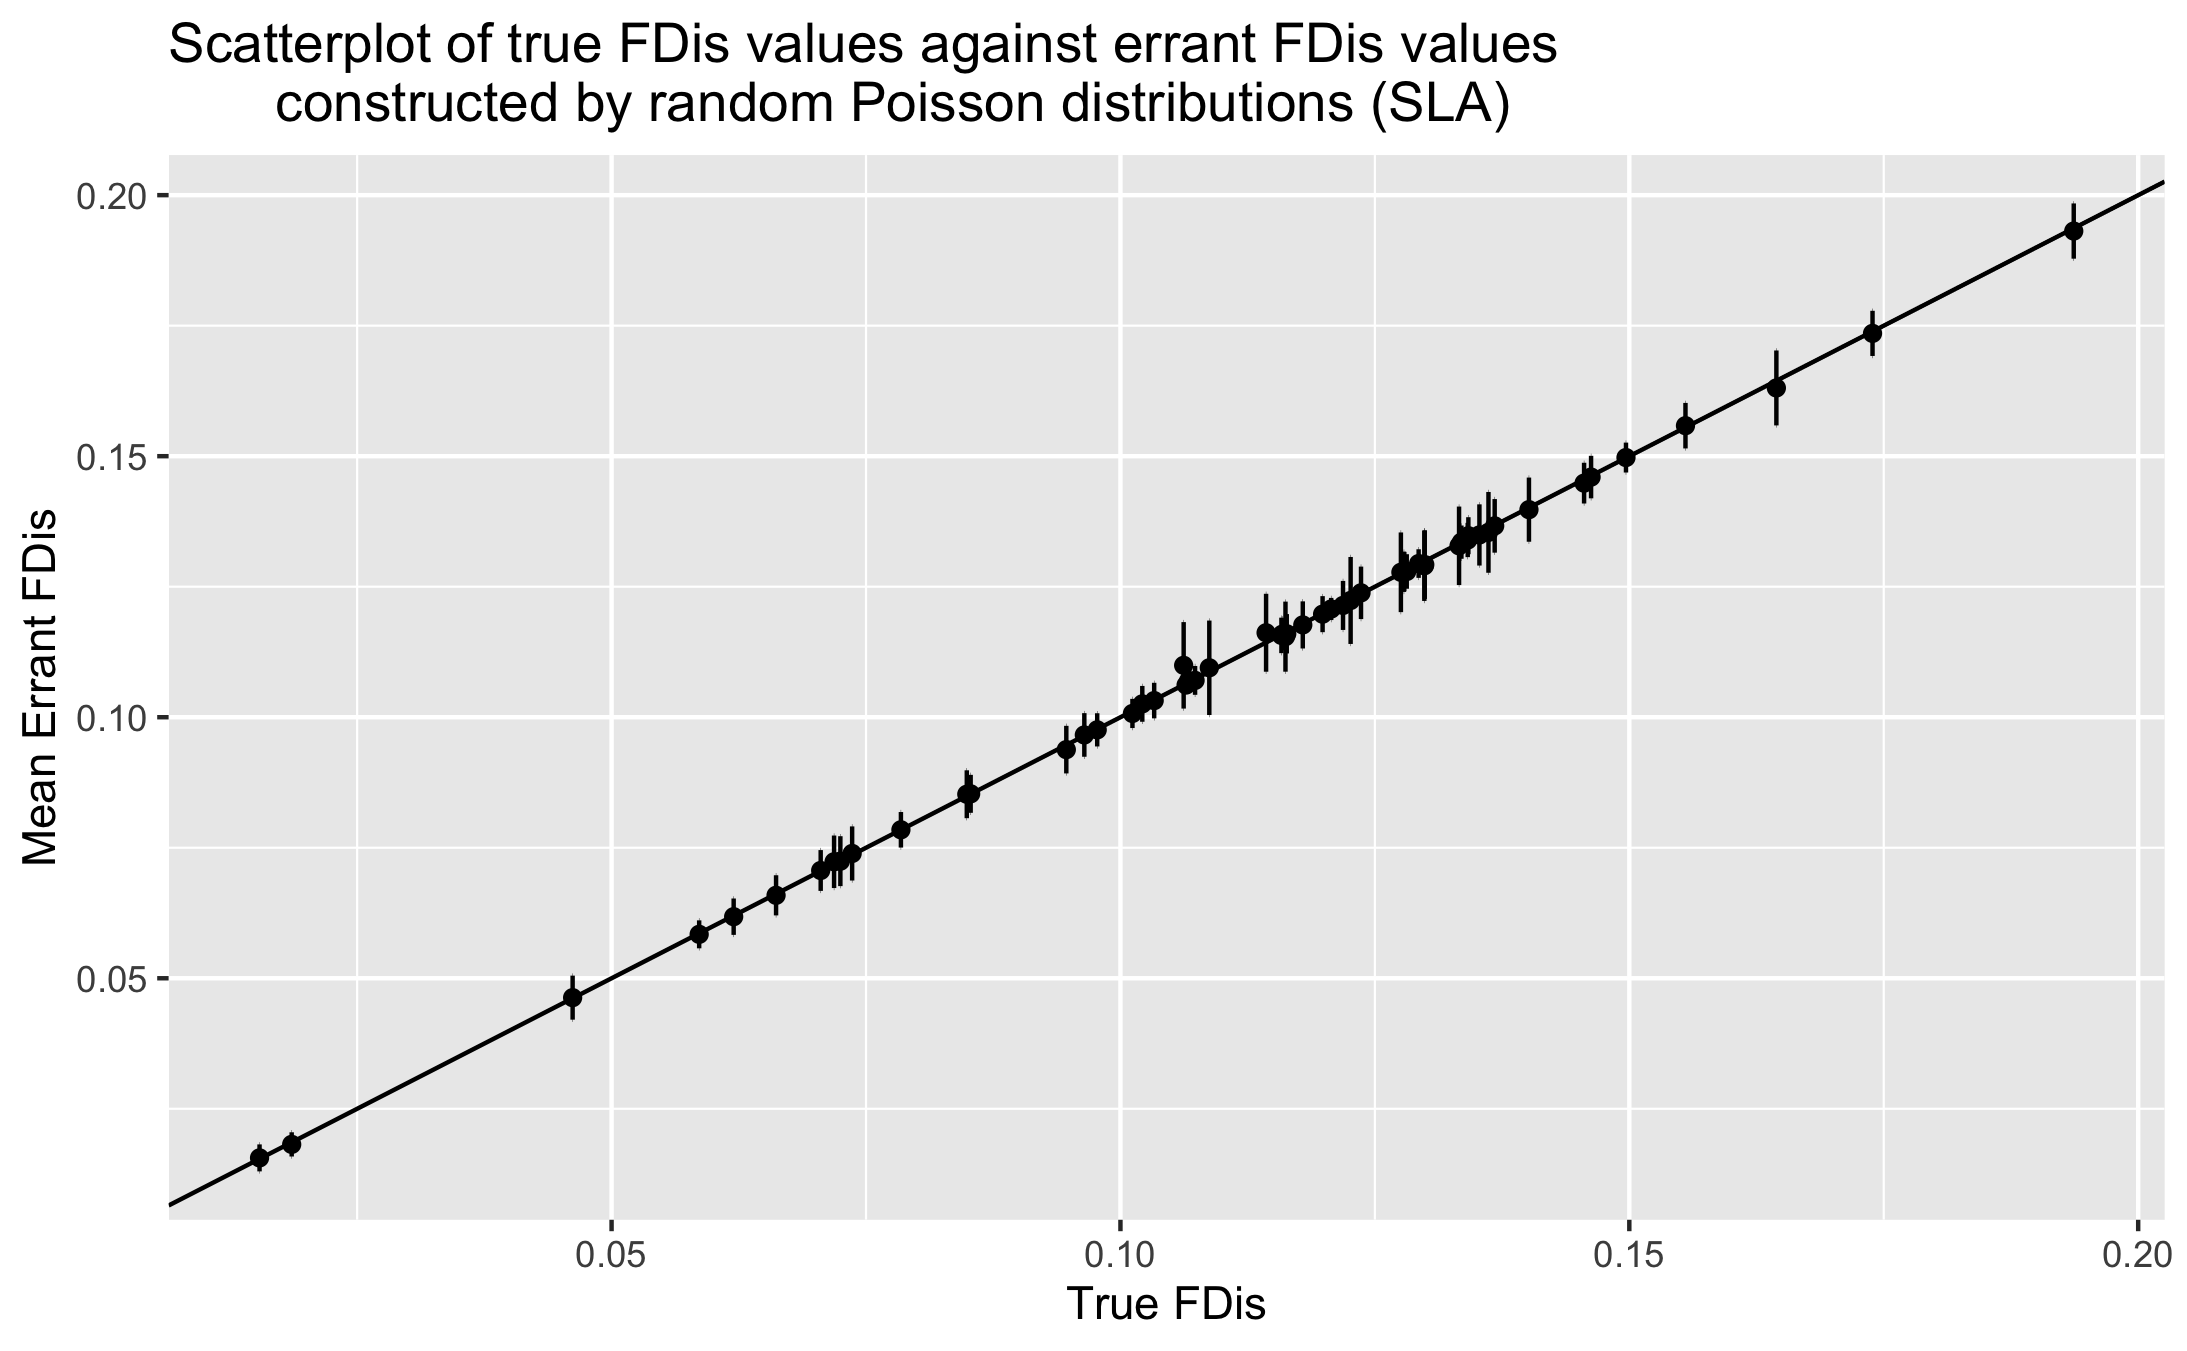 Scatterplot of true FDis values against errant FDis values
constructed by random Poisson distributions (SLA)
0.20
0.15
0.10
0.05
Mean Errant FDis
0.05 0.10 0.15 0.20
True FDis